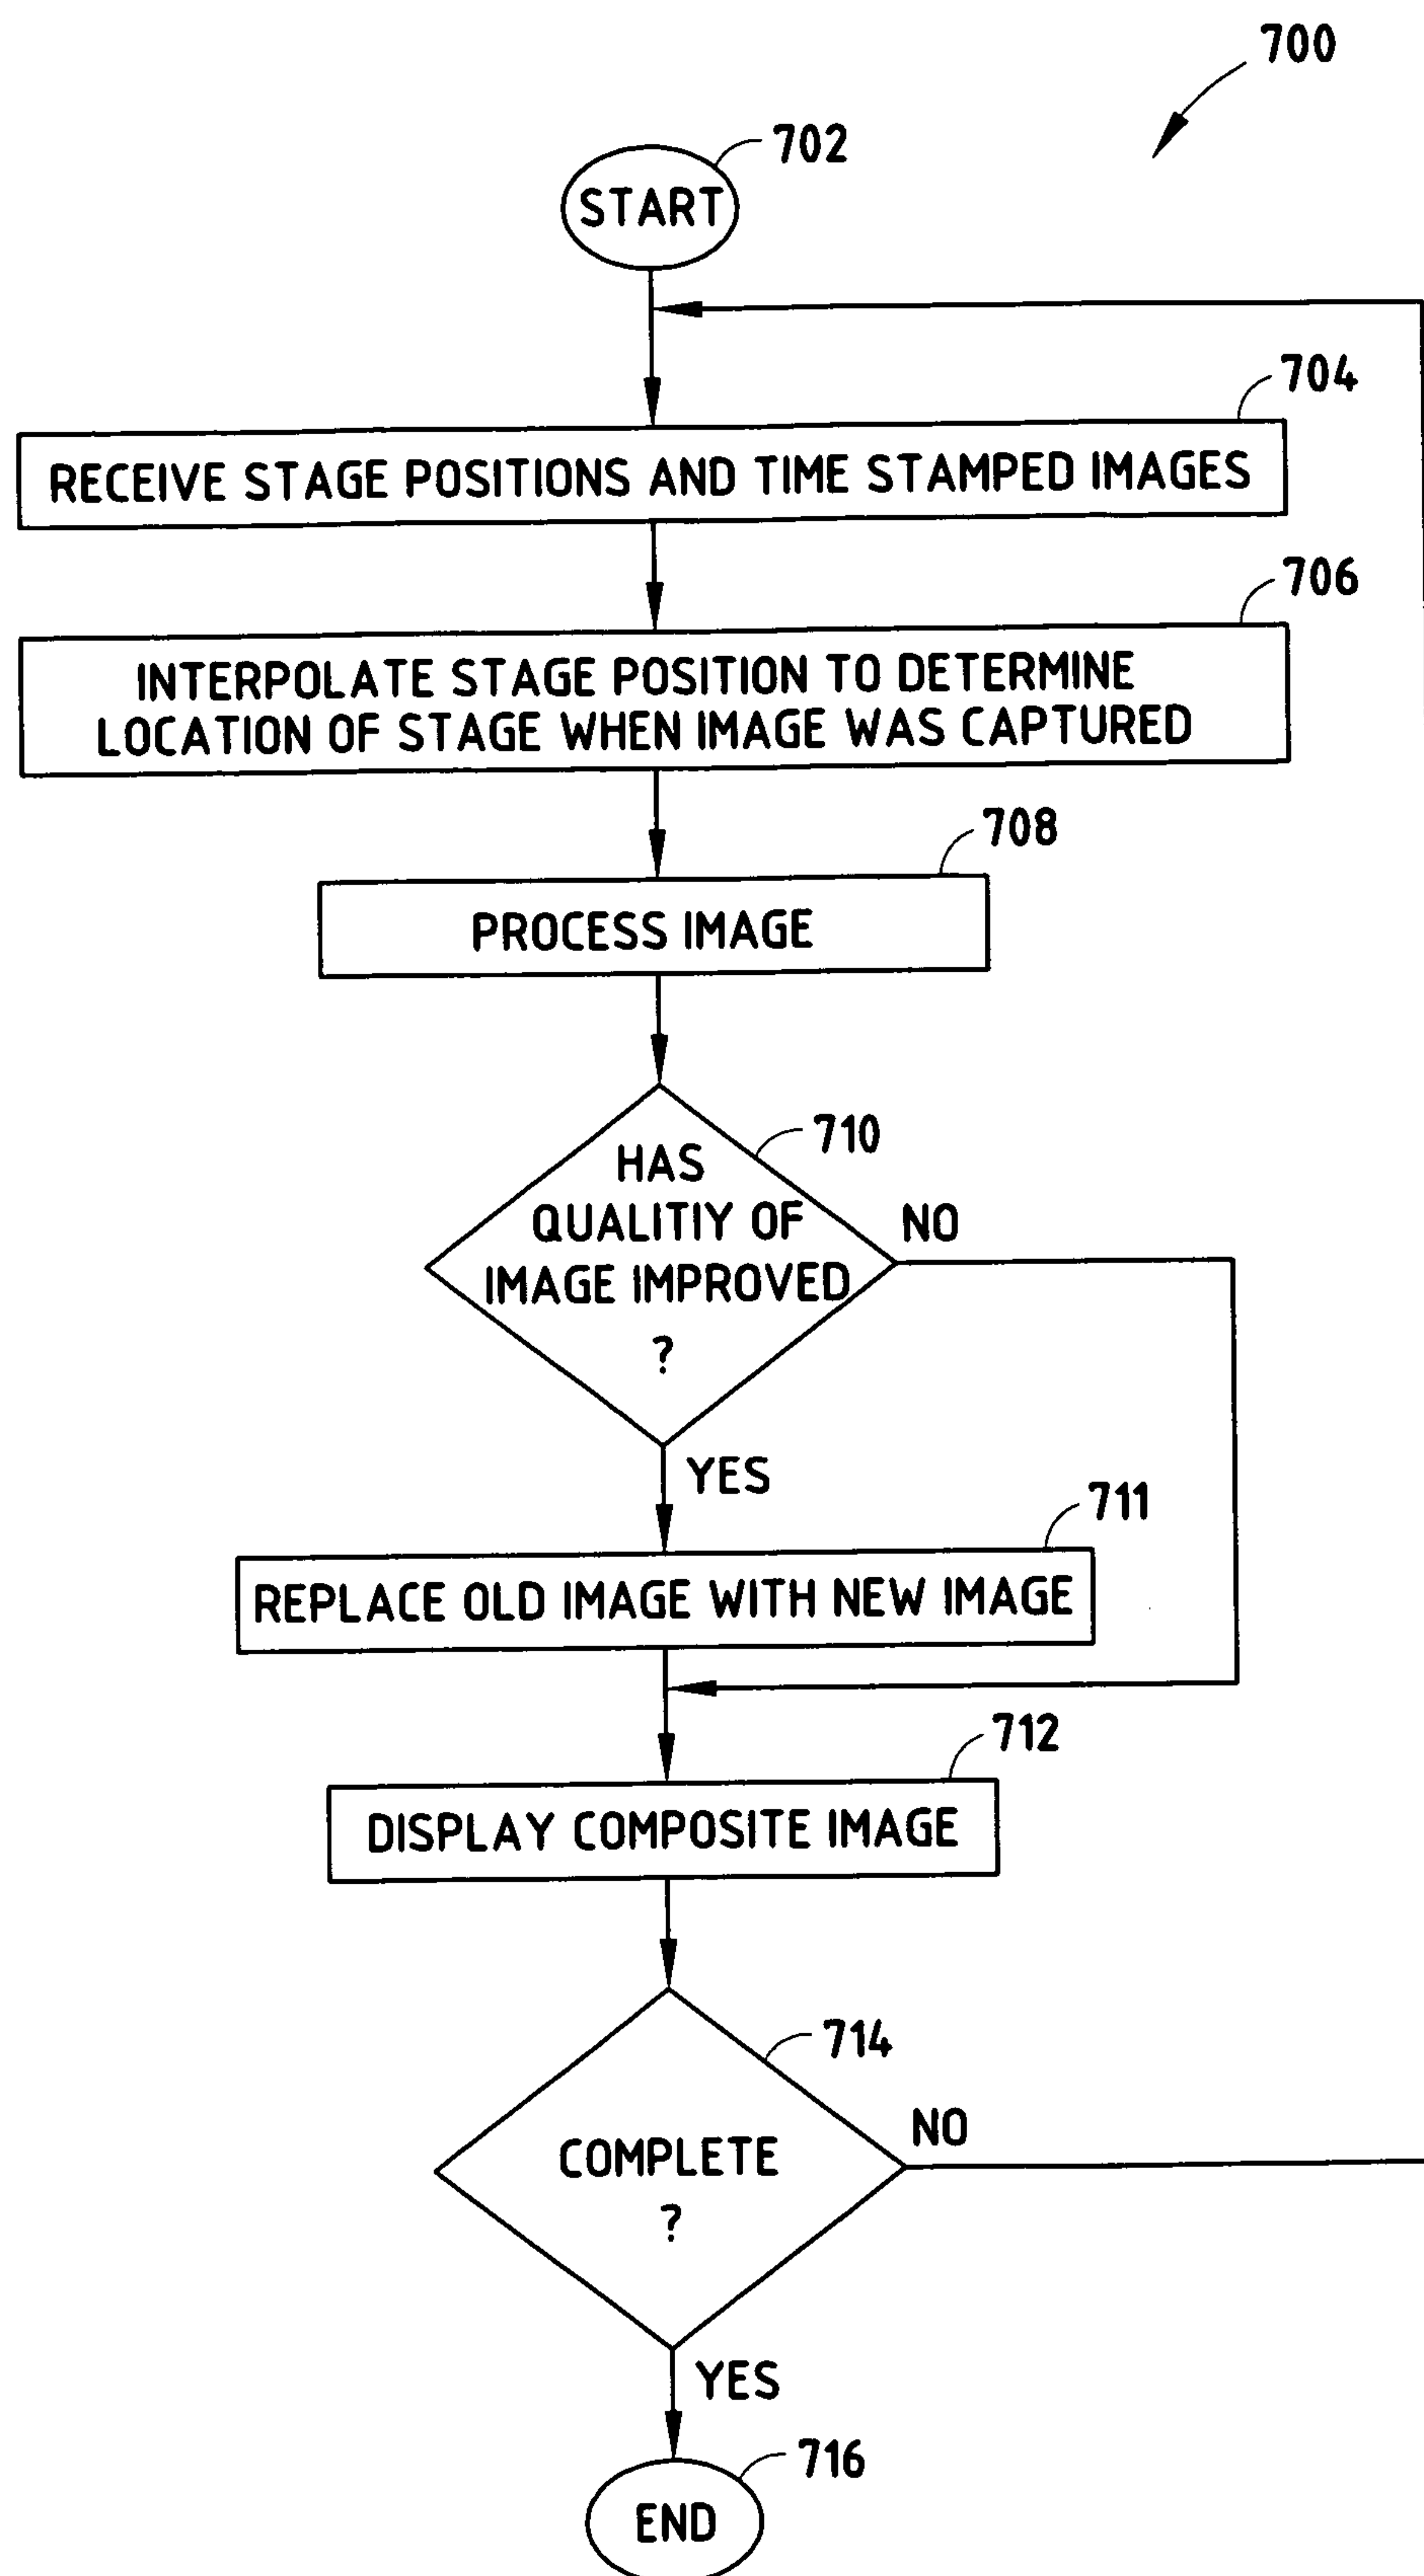 700
702
START
704
RECEIVE STAGE POSITIONS AND TIME STAMPED IMAGES
706
INTERPOLATE STAGE POSITION TO DETERMINE
LOCATION OF STAGE WHEN IMAGE WAS CAPTURED
708
PROCESS IMAGE
710
HAS
QUALITIY OF
IMAGE IMPROVED
?
NO
YES
711
REPLACE OLD IMAGE WITH NEW IMAGE
712
DISPLAY COMPOSITE IMAGE
714
COMPLETE
?
NO
YES
716
END